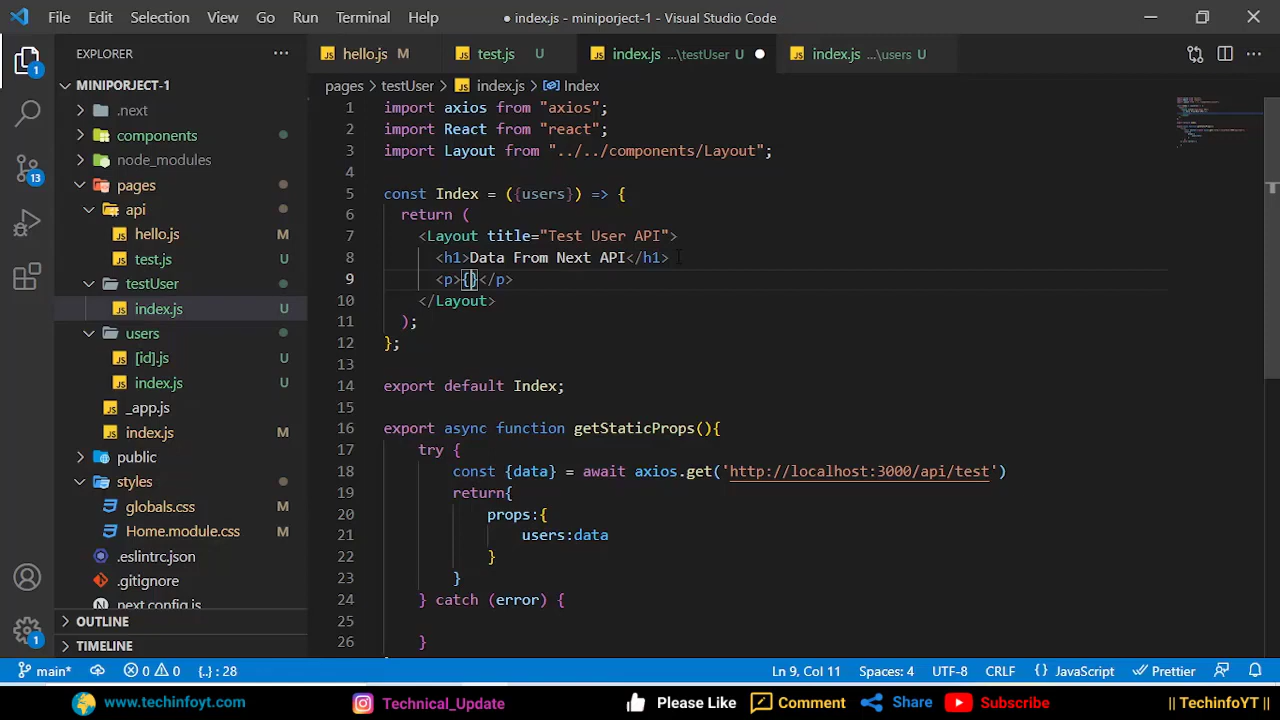 File Edit Selection View Go Run Terminal Help ● index.js - miniporject-1 - Visual Studio Code
EXPLORER
hello.js M
test.js U
index.js ...\testUser U
index.js ...\users U
MINIPORJECT-1
.next
components
node_modules
pages
api
hello.js M
test.js U
testUser
index.js U
users
[id].js U
index.js U
_app.js
index.js M
public
styles
globals.css M
Home.module.css M
.eslintrc.json
.gitignore
next.config.js
OUTLINE
TIMELINE
1
13
1
pages > testUser > index.js > Index
1 import axios from "axios";
2 import React from "react";
3 import Layout from "../../components/Layout";
4
5 const Index = ({users}) => {
6 return (
7 <Layout title="Test User API">
8 <h1>Data From Next API</h1>
9 <p>{}</p>
10 </Layout>
11 );
12 };
13
14 export default Index;
15
16 export async function getStaticProps(){
17 try {
18 const {data} = await axios.get('http://localhost:3000/api/test')
19 return{
20 props:{
21 users:data
22 }
23 }
24 } catch (error) {
25
26 }
main* 0 0 {..} : 28 Ln 9, Col 11 Spaces: 4 UTF-8 CRLF {} JavaScript Prettier
www.techinfoyt.com Technical_Update Please Like Comment Share Subscribe || TechinfoYT ||